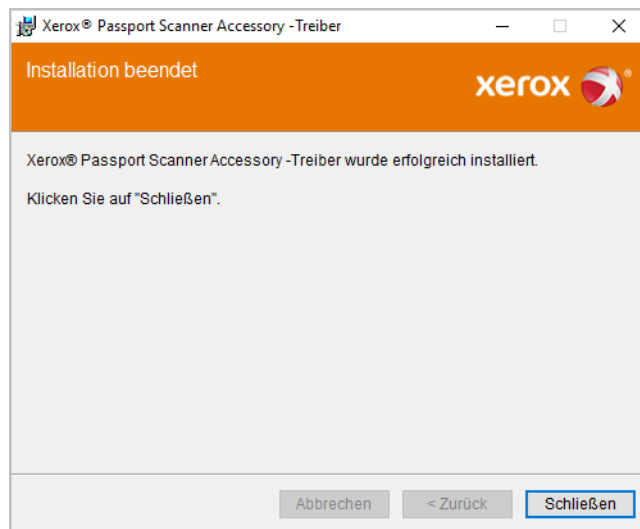 Xerox® Passport Scanner Accessory -Treiber
Installation beendet
xerox ®
Xerox® Passport Scanner Accessory -Treiber wurde erfolgreich installiert.
Klicken Sie auf "Schließen".
Abbrechen
< Zurück
Schließen